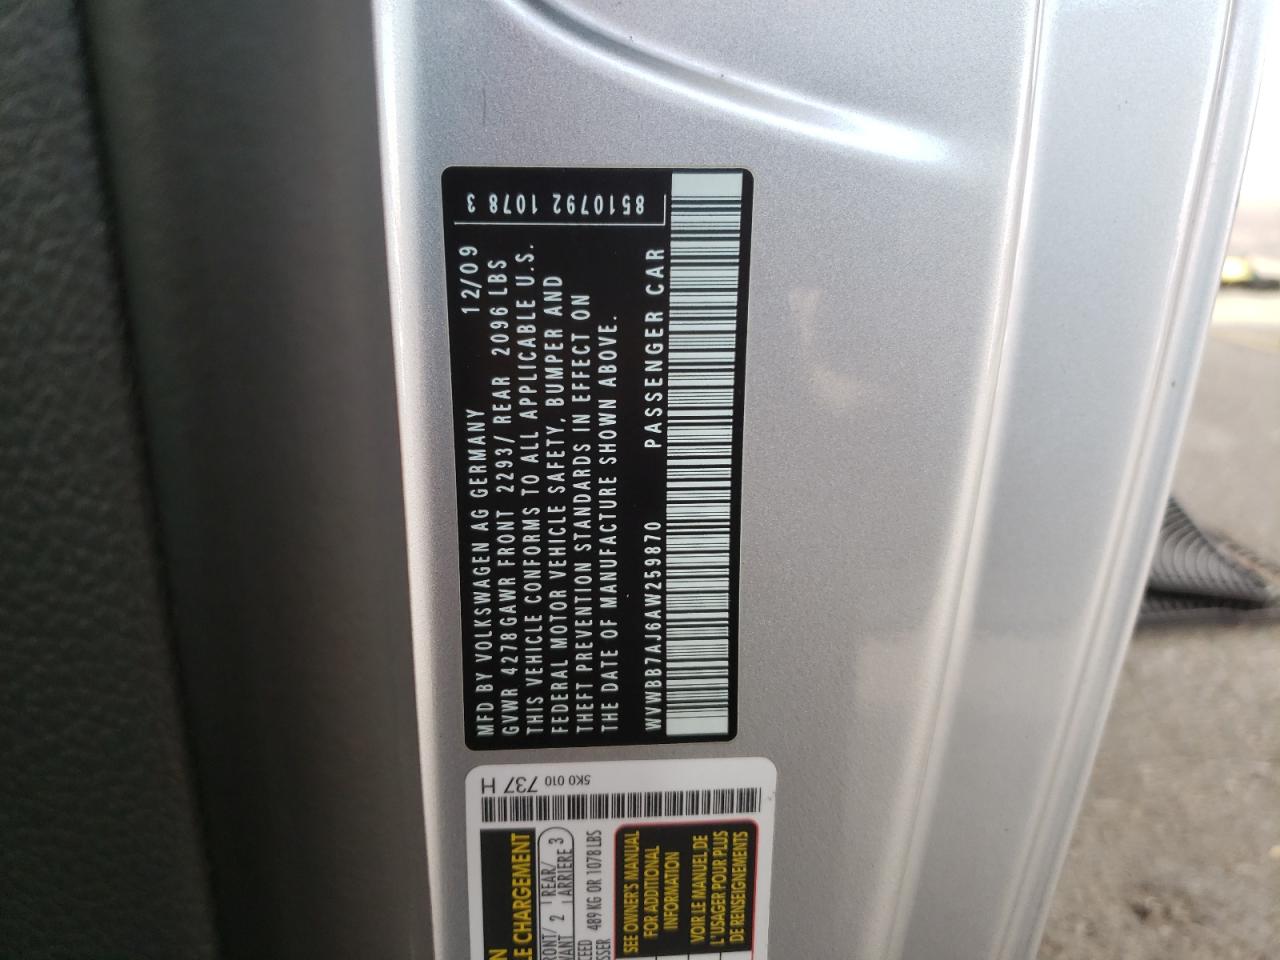 MFD BY VOLKSWAGEN AG GERMANY 12/09
GVWR 4278 GAWR FRONT 2293/ REAR 2096 LBS
THIS VEHICLE CONFORMS TO ALL APPLICABLE U.S.
FEDERAL MOTOR VEHICLE SAFETY, BUMPER AND
THEFT PREVENTION STANDARDS IN EFFECT ON
THE DATE OF MANUFACTURE SHOWN ABOVE.
WVWBB7AJ6AW259870 PASSENGER CAR
8510792 1078 3
5K0 010 737 H
LE CHARGEMENT
2 REAR/
ARRIERE 3
489 KG OR 1078 LBS
SEE OWNER'S MANUAL
FOR ADDITIONAL
INFORMATION
VOIR LE MANUEL DE
L'USAGER POUR PLUS
DE RENSEIGNEMENTS